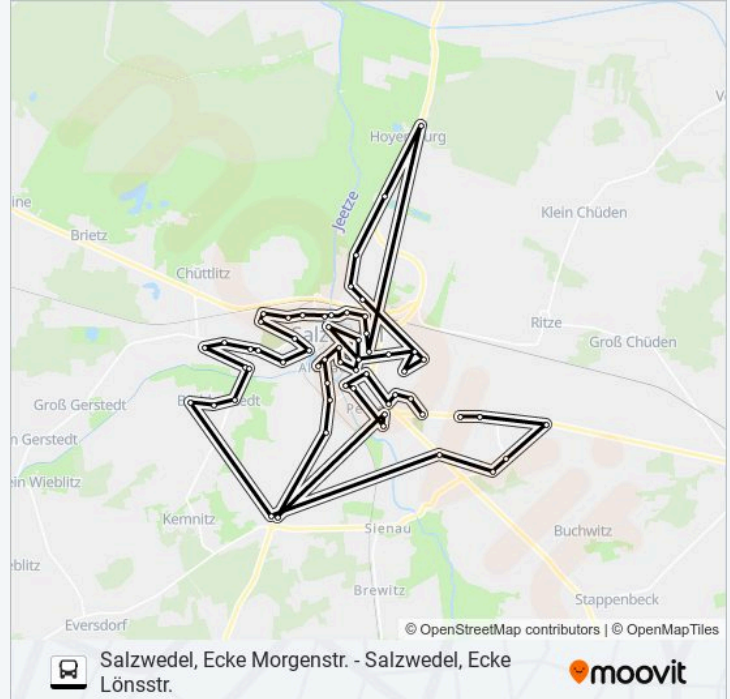 Hoyersburg
Jeetze
Klein Chüden
Brietz
Chüttlitz
Ritze
Groß Chüden
Groß Gerstedt
Kemnitz
Sienau
Buchwitz
Brewitz
Stappenbeck
Eversdorf
© OpenStreetMap contributors | © OpenMapTiles
Salzwedel, Ecke Morgenstr. - Salzwedel, Ecke
Lönsstr.
moovit